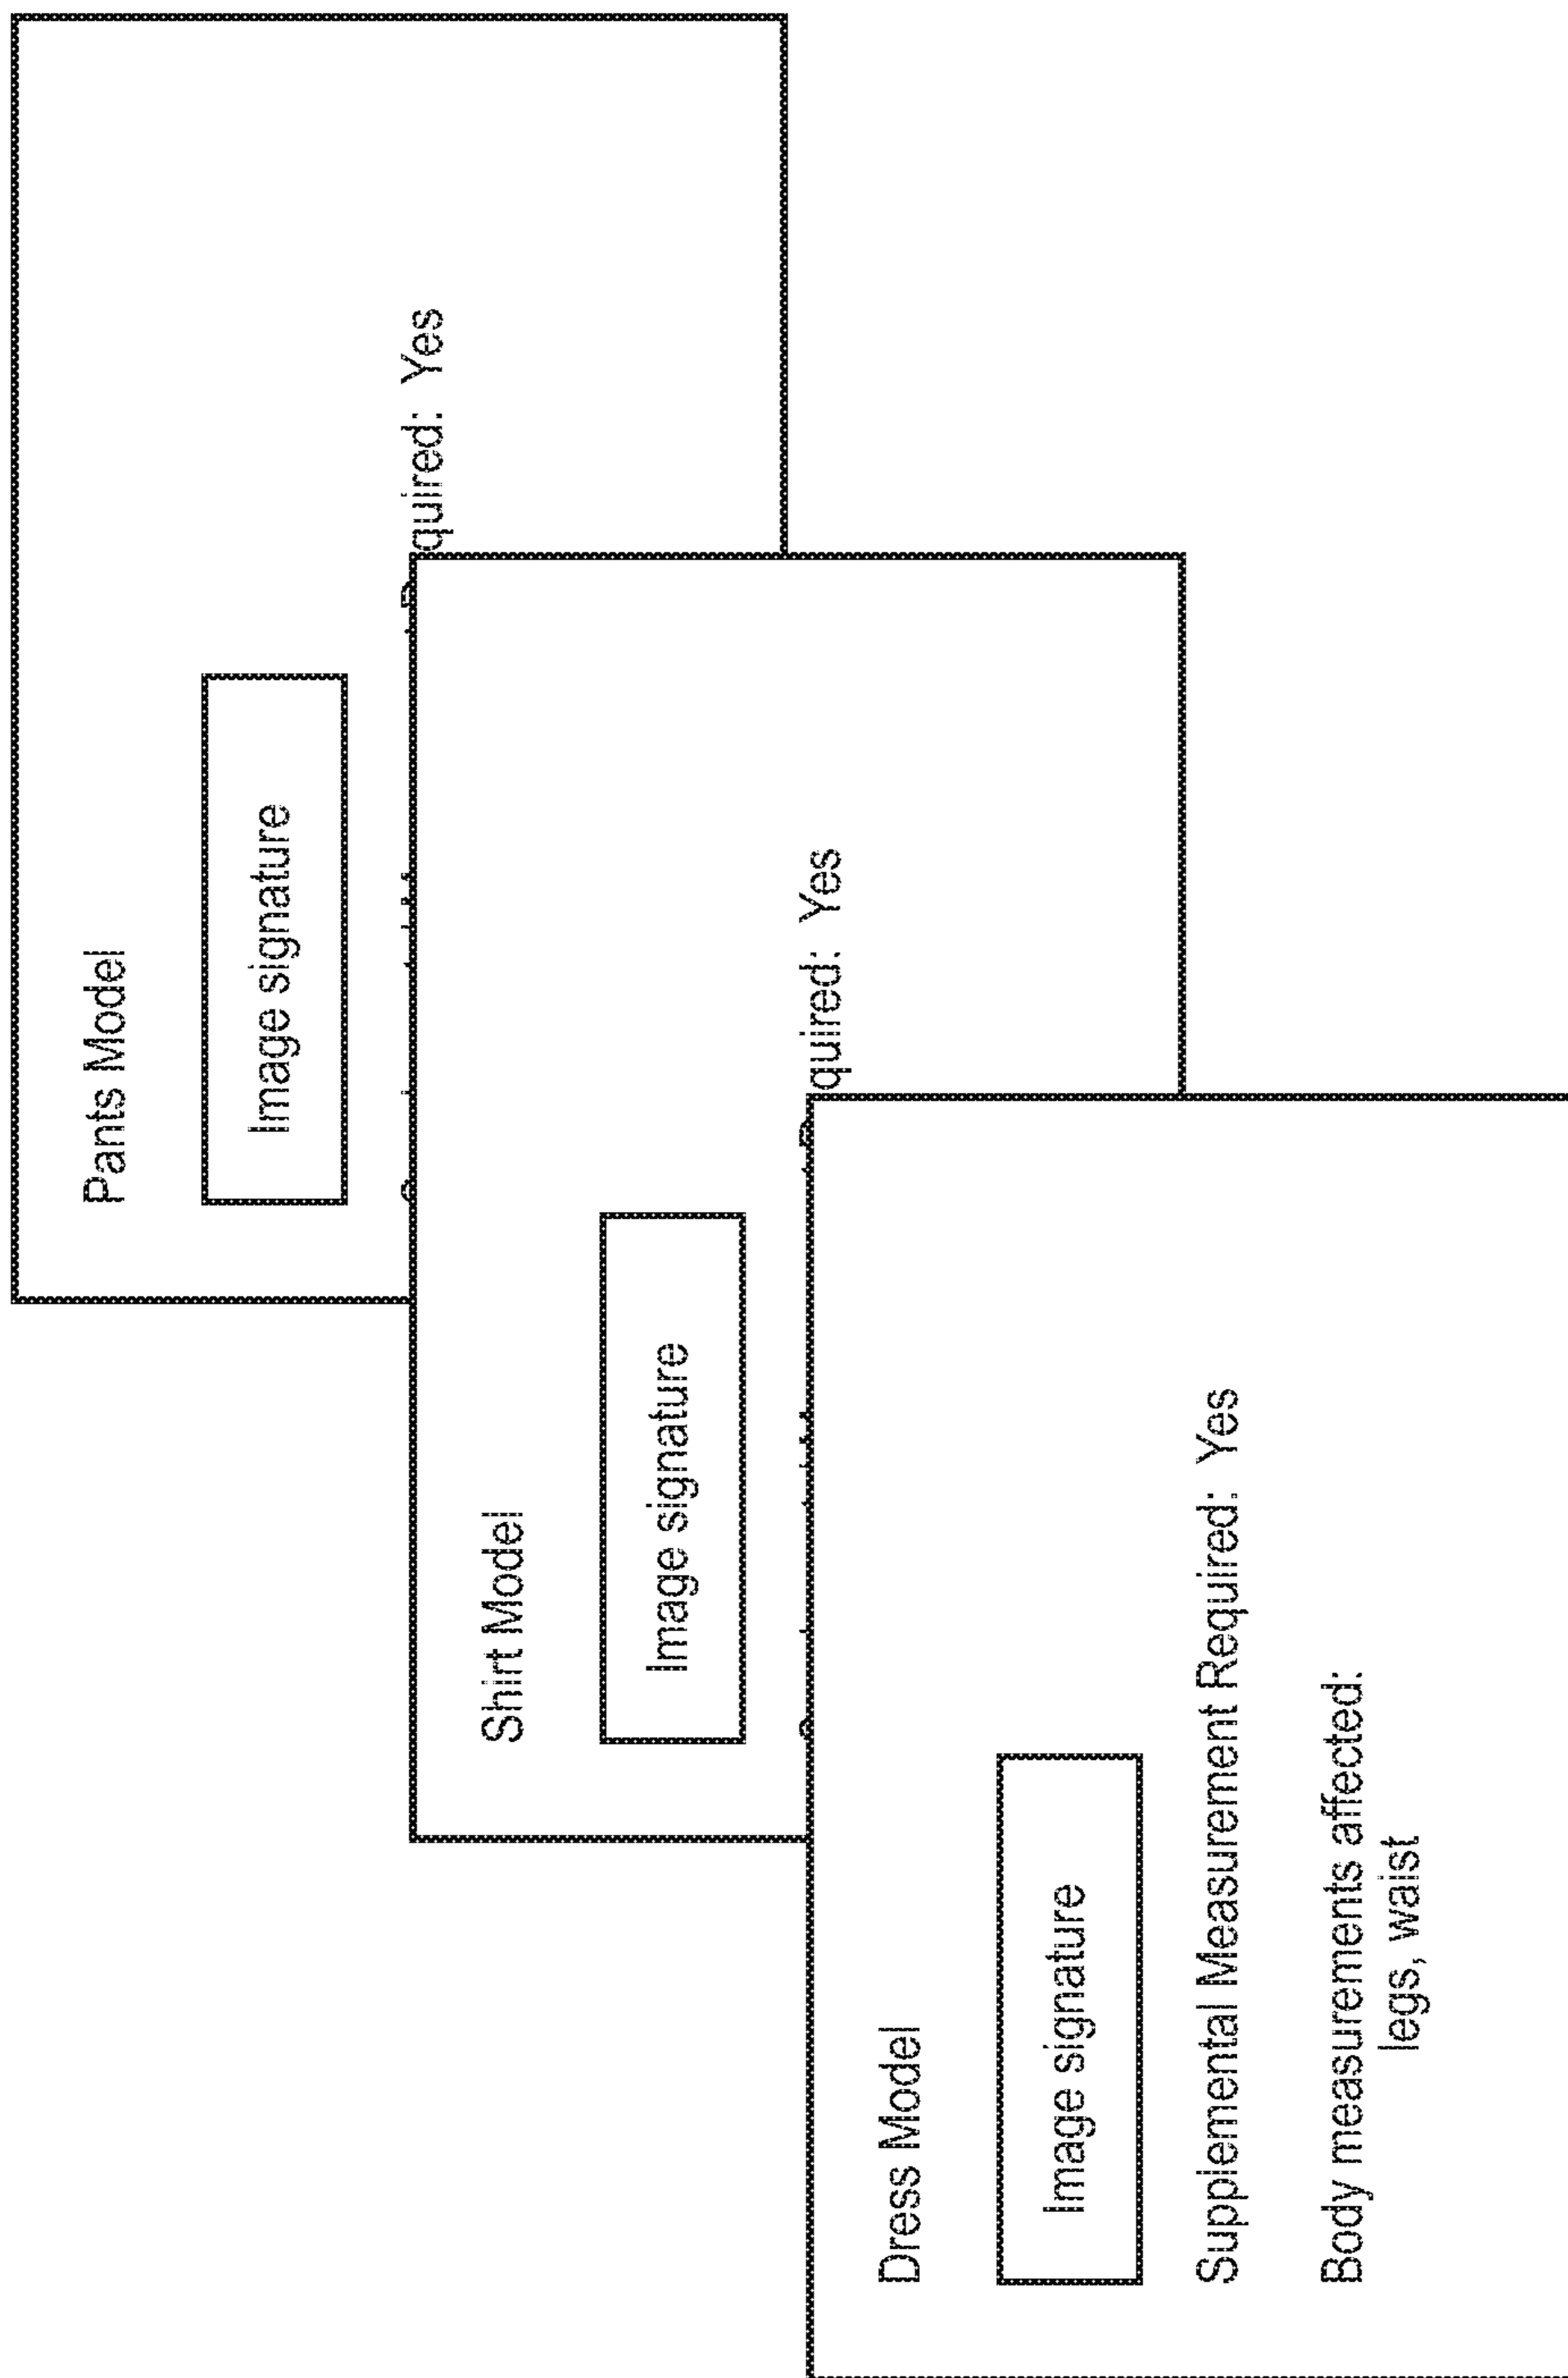 Pants Model
Image signature
quired: Yes
Shirt Model
Image signature
quired: Yes
Dress Model
Image signature
Supplemental Measurement Required: Yes
Body measurements affected:
legs, waist